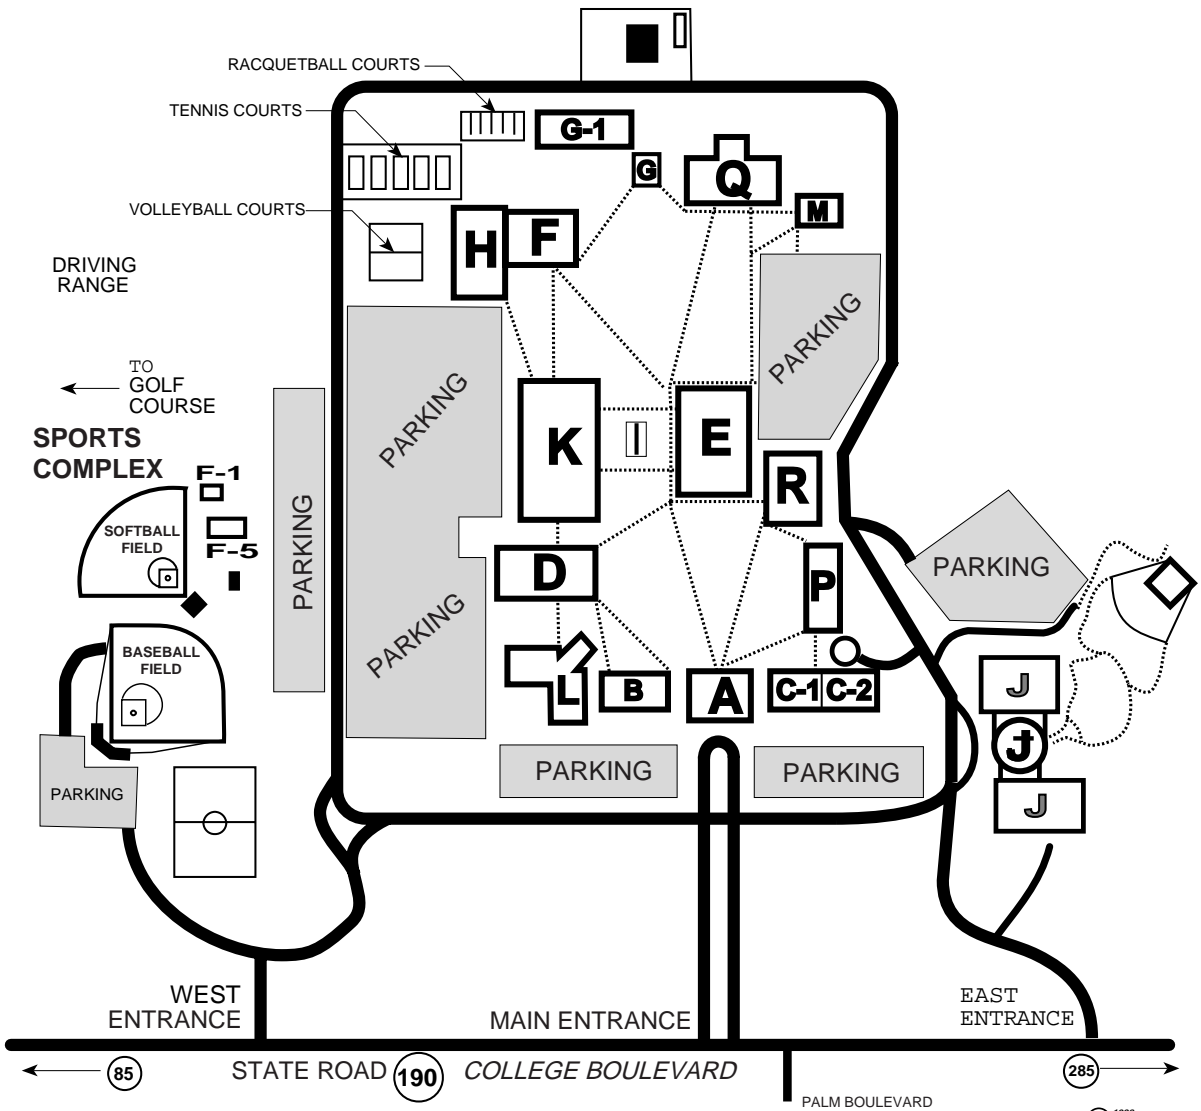 RACQUETBALL COURTS
TENNIS COURTS
G-1
G
Q
VOLLEYBALL COURTS
M
H
F
DRIVING
RANGE
PARKING
TO
GOLF
COURSE
PARKING
SPORTS
COMPLEX
K
I
E
F-1
R
SOFTBALL
FIELD
F-5
PARKING
PARKING
D
P
PARKING
BASEBALL
FIELD
L
B
A
C-1
C-2
J
J
PARKING
PARKING
PARKING
J
WEST
ENTRANCE
MAIN ENTRANCE
EAST
ENTRANCE
85
STATE ROAD 190 COLLEGE BOULEVARD
285
PALM BOULEVARD